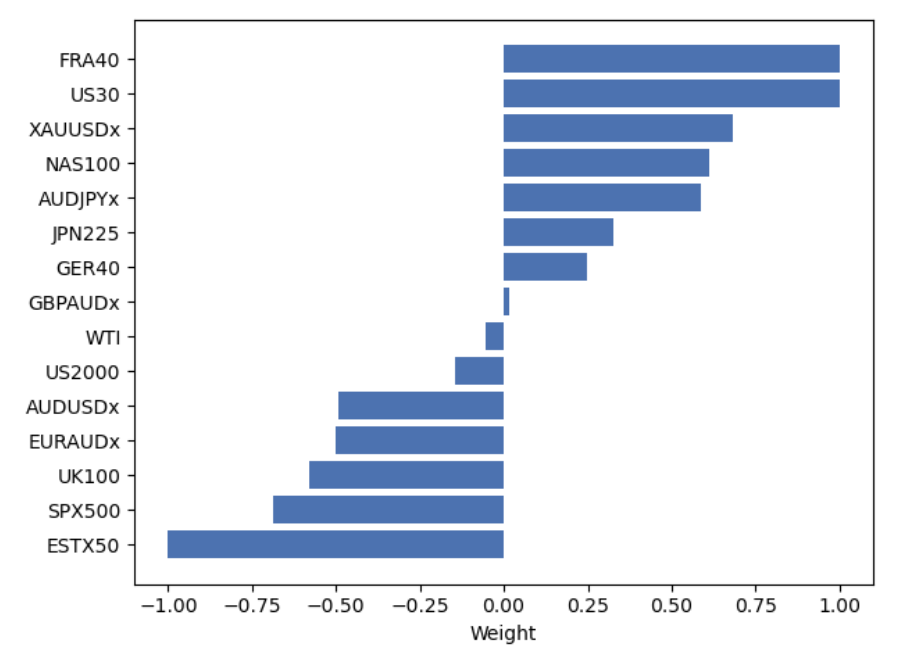 FRA40
US30
XAUUSDx
NAS100
AUDJPYx
JPN225
GER40
GBPAUDx
WTI
US2000
AUDUSDx
EURAUDx
UK100
SPX500
ESTX50
−1.00 −0.75 −0.50 −0.25 0.00 0.25 0.50 0.75 1.00
Weight